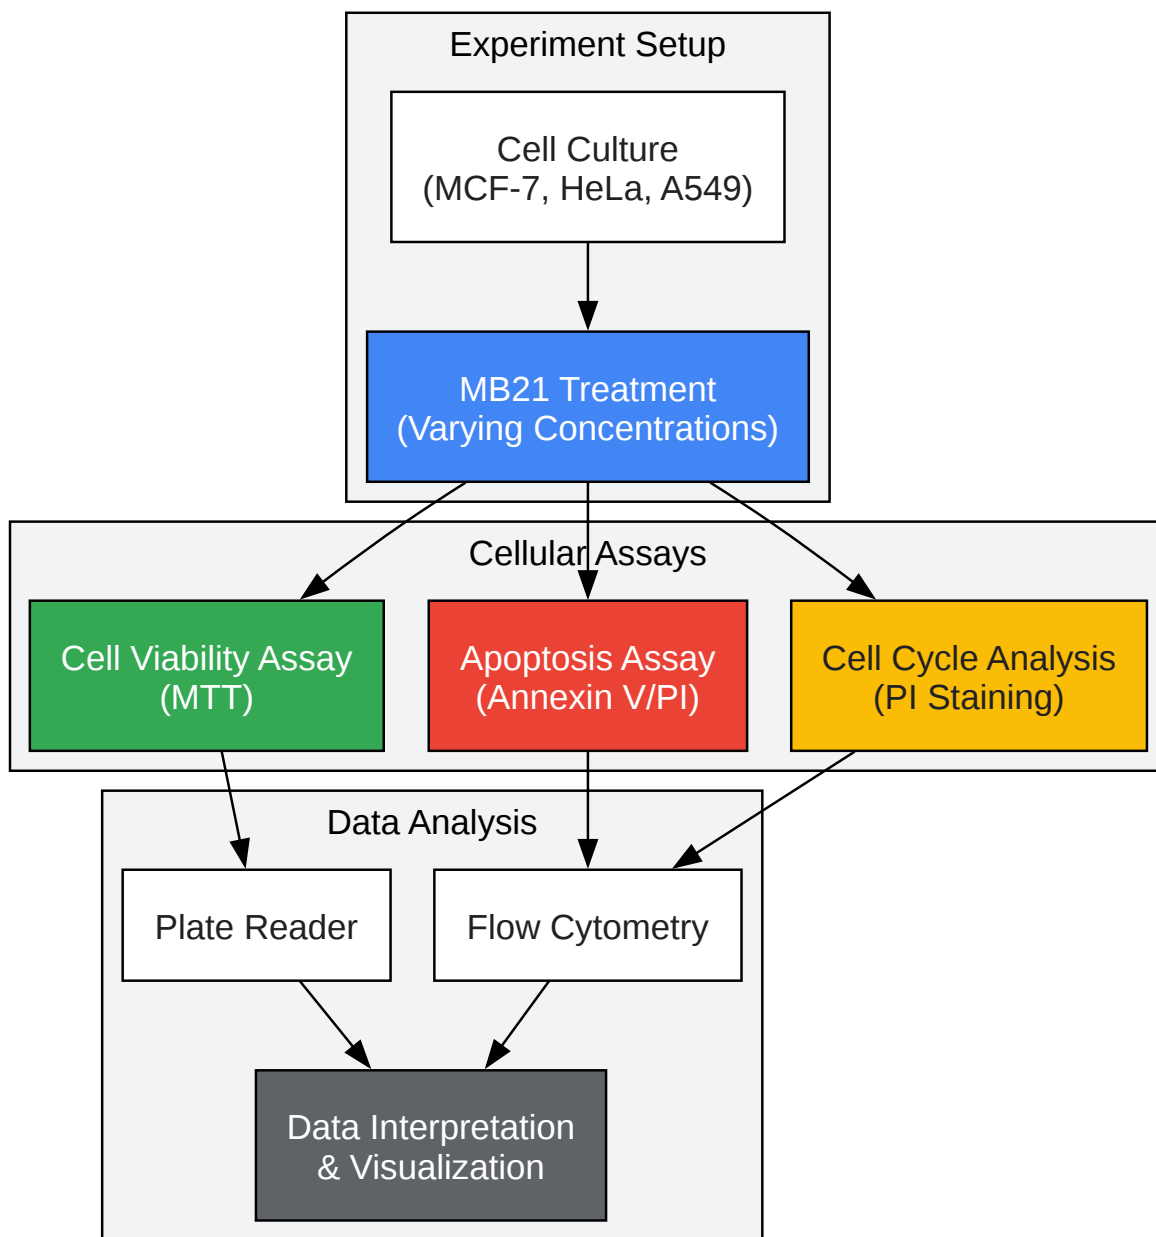 Experiment Setup
Cell Culture
(MCF-7, HeLa, A549)
MB21 Treatment
(Varying Concentrations)
Cellular Assays
Cell Viability Assay
(MTT)
Apoptosis Assay
(Annexin V/PI)
Cell Cycle Analysis
(PI Staining)
Data Analysis
Plate Reader
Flow Cytometry
Data Interpretation
& Visualization